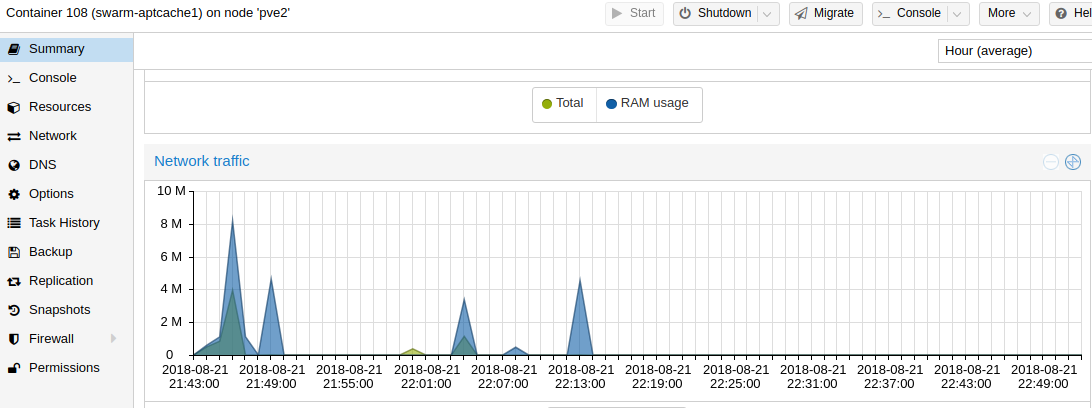 Container 108 (swarm-aptcache1) on node 'pve2'
Start
Shutdown
Migrate
Console
More
Hel
Summary
Console
Resources
Network
DNS
Options
Task History
Backup
Replication
Snapshots
Firewall
Permissions
Hour (average)
Total
RAM usage
Network traffic
10 M
8 M
6 M
4 M
2 M
0
2018-08-21 2018-08-21 2018-08-21 2018-08-21 2018-08-21 2018-08-21 2018-08-21 2018-08-21 2018-08-21 2018-08-21 2018-08-21 2018-08-21
21:43:00 21:49:00 21:55:00 22:01:00 22:07:00 22:13:00 22:19:00 22:25:00 22:31:00 22:37:00 22:43:00 22:49:00